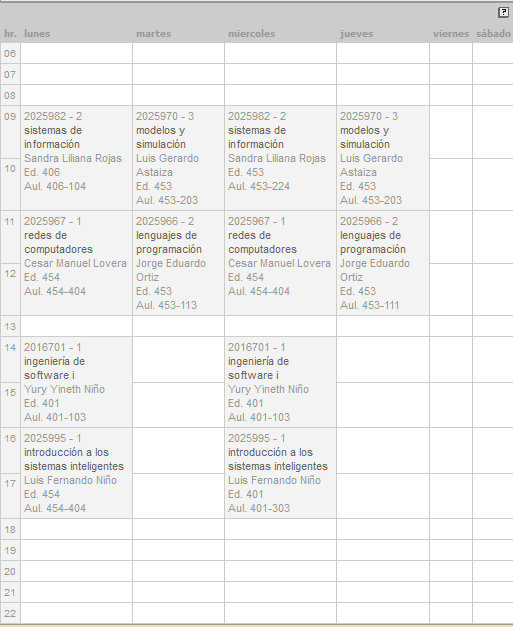 ?
hr. lunes martes miercoles jueves viernes sábado
06
07
08
09
2025982 - 2
sistemas de
información
Sandra Liliana Rojas
Ed. 406
Aul. 406-104
2025970 - 3
modelos y
simulación
Luis Gerardo
Astaiza
Ed. 453
Aul. 453-203
2025982 - 2
sistemas de
información
Sandra Liliana Rojas
Ed. 453
Aul. 453-224
2025970 - 3
modelos y
simulación
Luis Gerardo
Astaiza
Ed. 453
Aul. 453-203
10
11
2025967 - 1
redes de
computadores
Cesar Manuel Lovera
Ed. 454
Aul. 454-404
2025966 - 2
lenguajes de
programación
Jorge Eduardo
Ortiz
Ed. 453
Aul. 453-113
2025967 - 1
redes de
computadores
Cesar Manuel Lovera
Ed. 454
Aul. 454-404
2025966 - 2
lenguajes de
programación
Jorge Eduardo
Ortiz
Ed. 453
Aul. 453-111
12
13
14
2016701 - 1
ingeniería de
software i
Yury Yineth Niño
Ed. 401
Aul. 401-103
2016701 - 1
ingeniería de
software i
Yury Yineth Niño
Ed. 401
Aul. 401-103
15
16
2025995 - 1
introducción a los
sistemas inteligentes
Luis Fernando Niño
Ed. 454
Aul. 454-404
2025995 - 1
introducción a los
sistemas inteligentes
Luis Fernando Niño
Ed. 401
Aul. 401-303
17
18
19
20
21
22